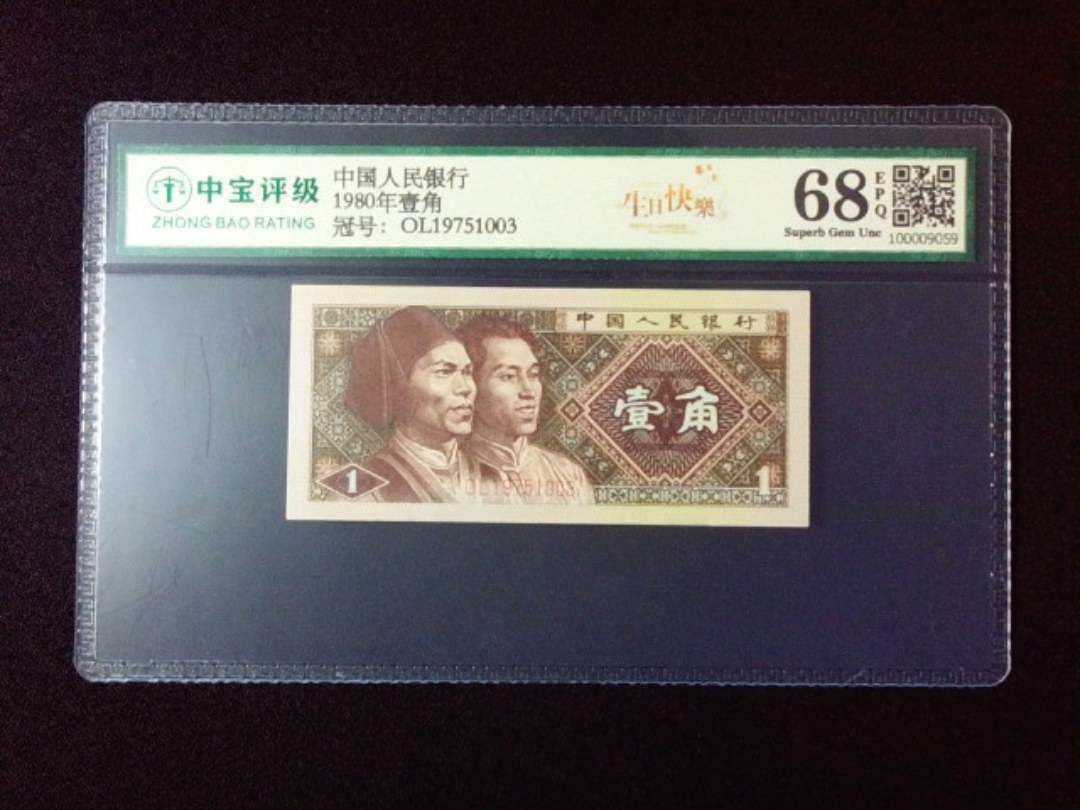 中宝评级
ZHONG BAO RATING
中国人民银行
1980年壹角
冠号：OL19751003
生日快樂
68
EPQ
Superb Gem Unc
100009059
中国人民银行
壹角
1
OL19751003
1